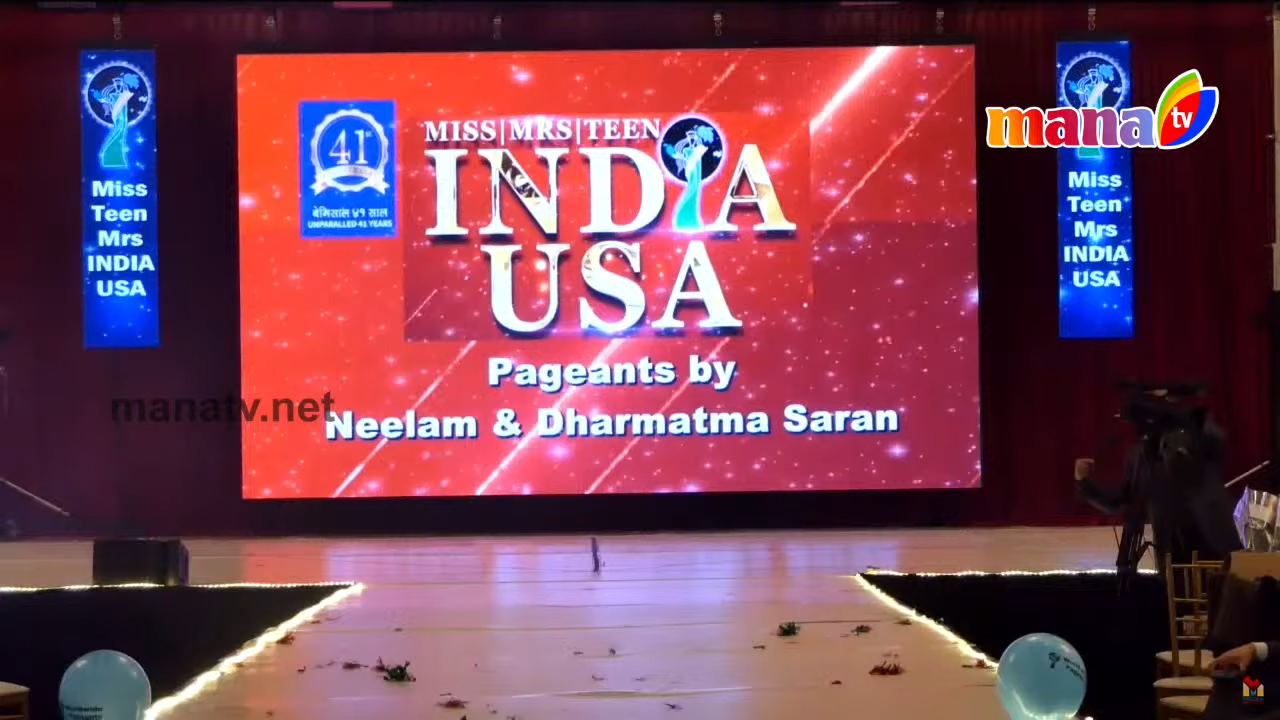 mana tv
Miss
Teen
Mrs
INDIA
USA
41st
बेमिसाल ४१ साल
UNPARALLED 41 YEARS
MISS|MRS|TEEN
INDIA
USA
Pageants by
Neelam & Dharmatma Saran
Miss
Teen
Mrs
INDIA
USA
manatv.net